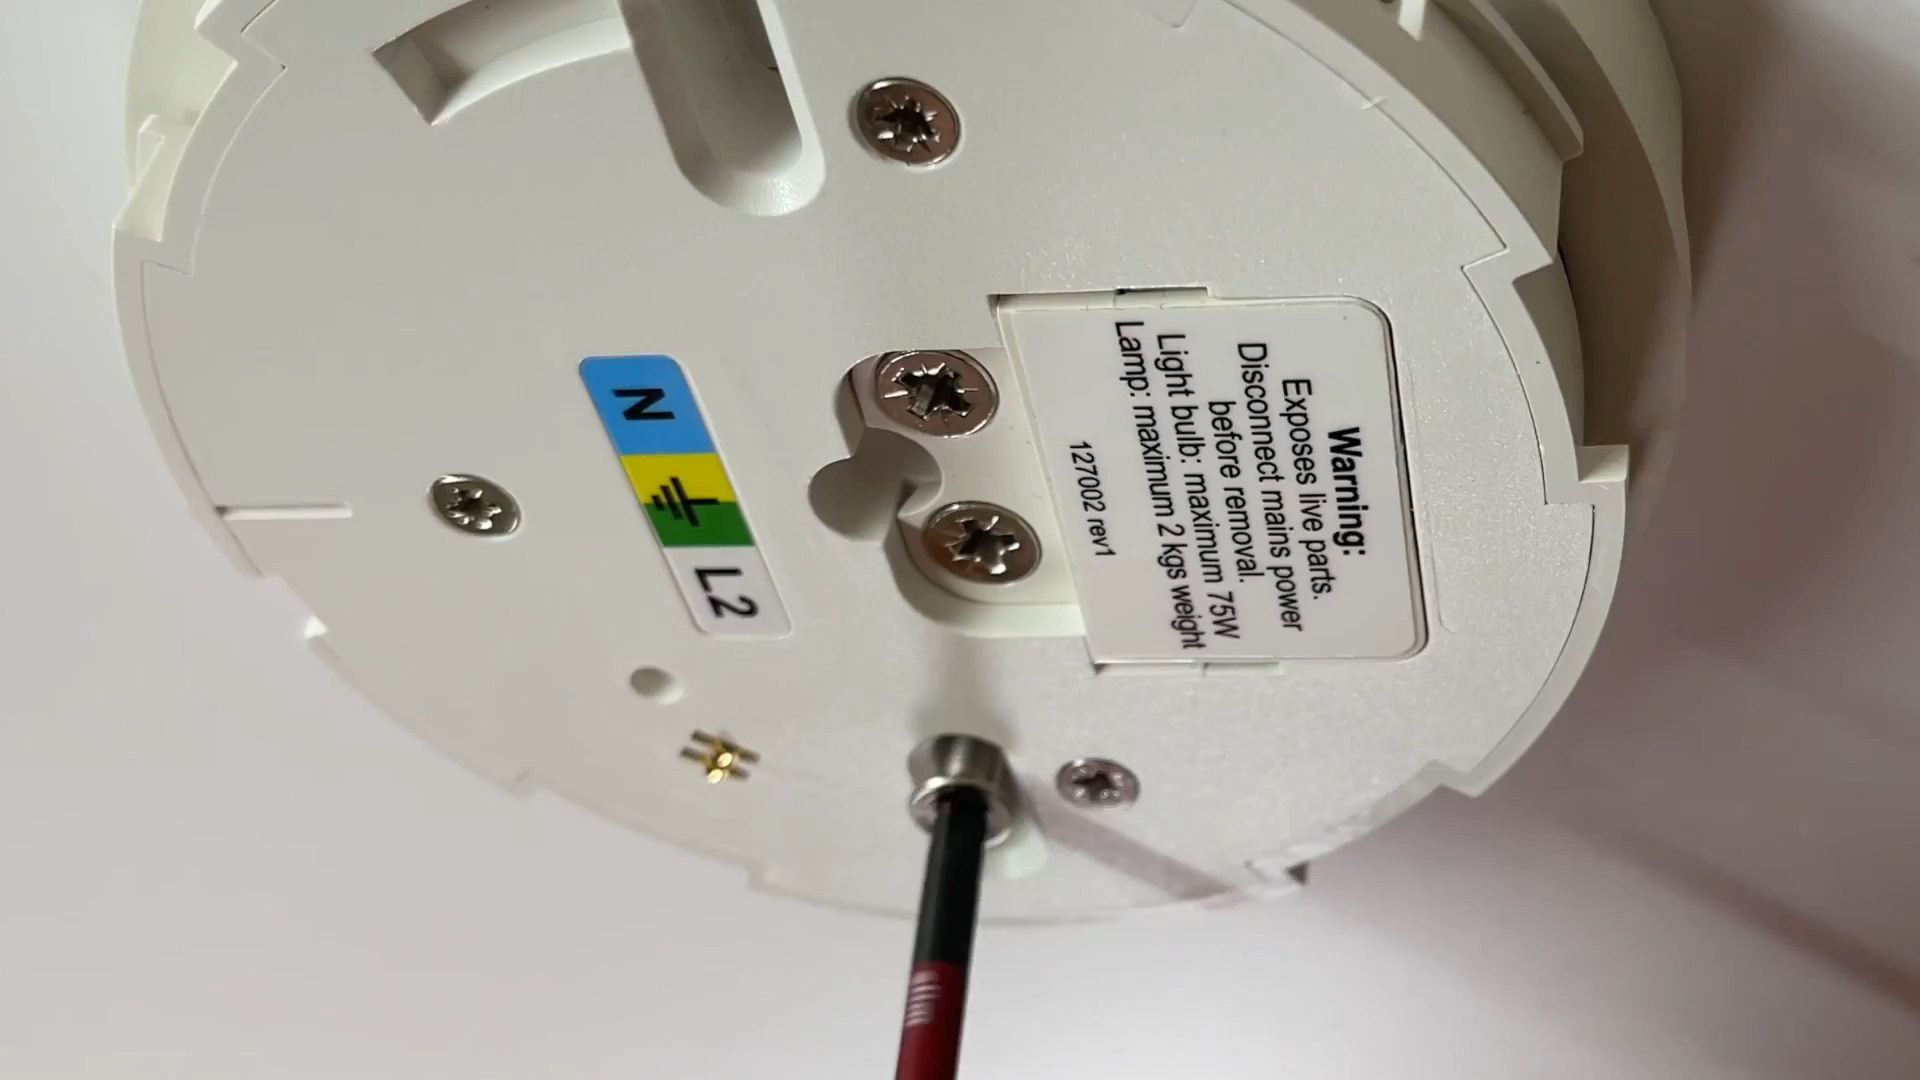 Warning:
Exposes live parts.
Disconnect mains power
before removal.
Light bulb: maximum 75W
Lamp: maximum 2 kgs weight
127002 rev1
N
L2